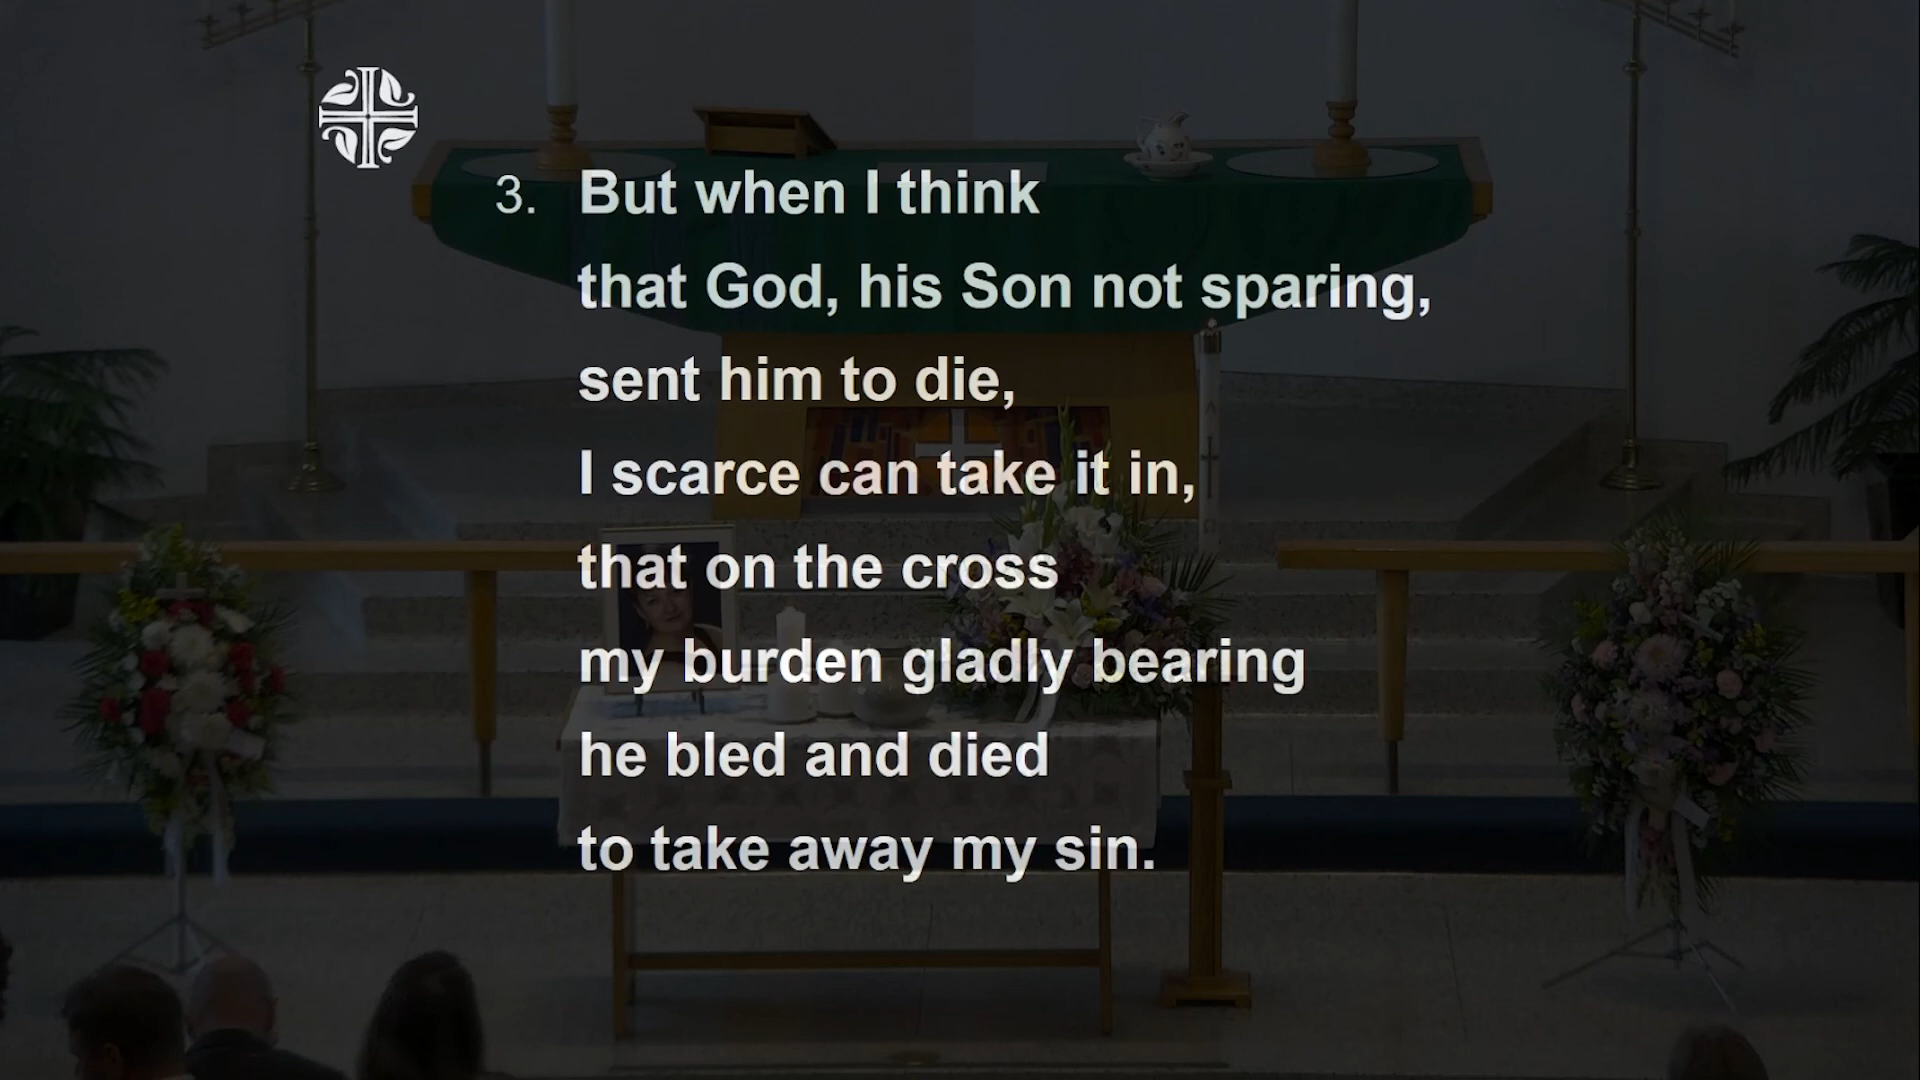 3. But when I think
that God, his Son not sparing,
sent him to die,
I scarce can take it in,
that on the cross
my burden gladly bearing
he bled and died
to take away my sin.